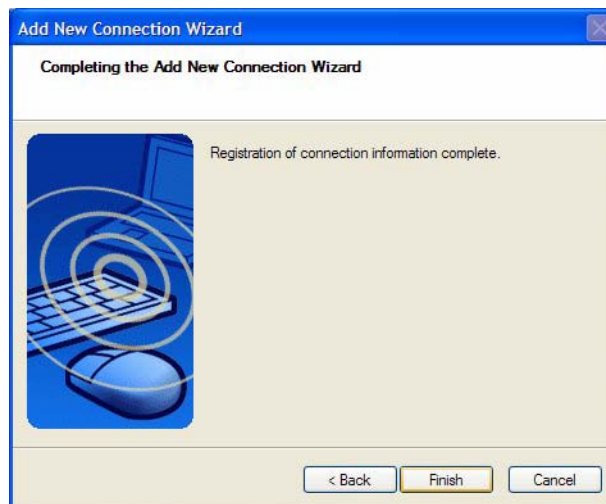 Add New Connection Wizard
Completing the Add New Connection Wizard
Registration of connection information complete.
< Back
Finish
Cancel